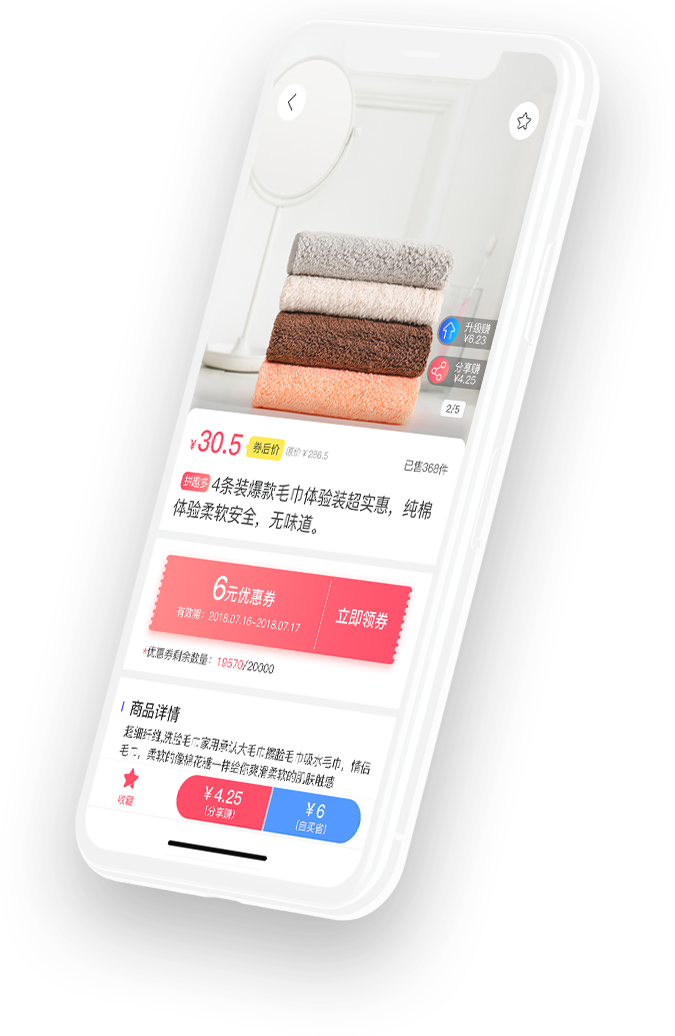 升级赚
¥6.23
分享赚
¥4.25
2/5
¥30.5 券后价 原价 ¥286.5 已售368件
拼趣多 4条装爆款毛巾体验装超实惠，纯棉
体验柔软安全，无味道。
6元优惠券
有效期：2018.07.16-2018.07.17
立即领券
*优惠券剩余数量：19570/20000
商品详情
超细纤维,洗脸毛巾家用承认大毛巾擦脸毛巾吸水毛巾，情侣
毛巾，柔软的像棉花糖一样给你爽滑柔软的肌肤触感
收藏
¥4.25
(分享赚)
¥6
(自买省)